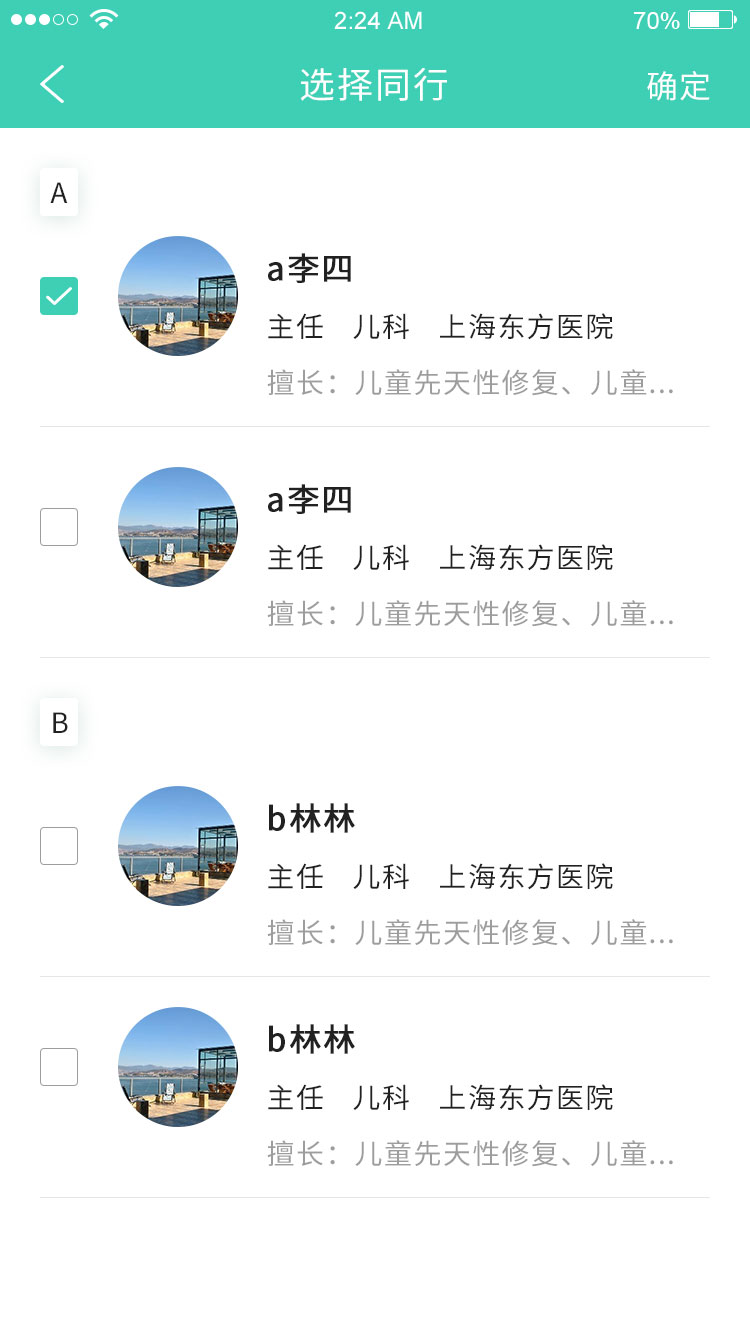 2:24 AM 70%
选择同行 确定
A
a李四
主任 儿科 上海东方医院
擅长：儿童先天性修复、儿童...
a李四
主任 儿科 上海东方医院
擅长：儿童先天性修复、儿童...
B
b林林
主任 儿科 上海东方医院
擅长：儿童先天性修复、儿童...
b林林
主任 儿科 上海东方医院
擅长：儿童先天性修复、儿童...